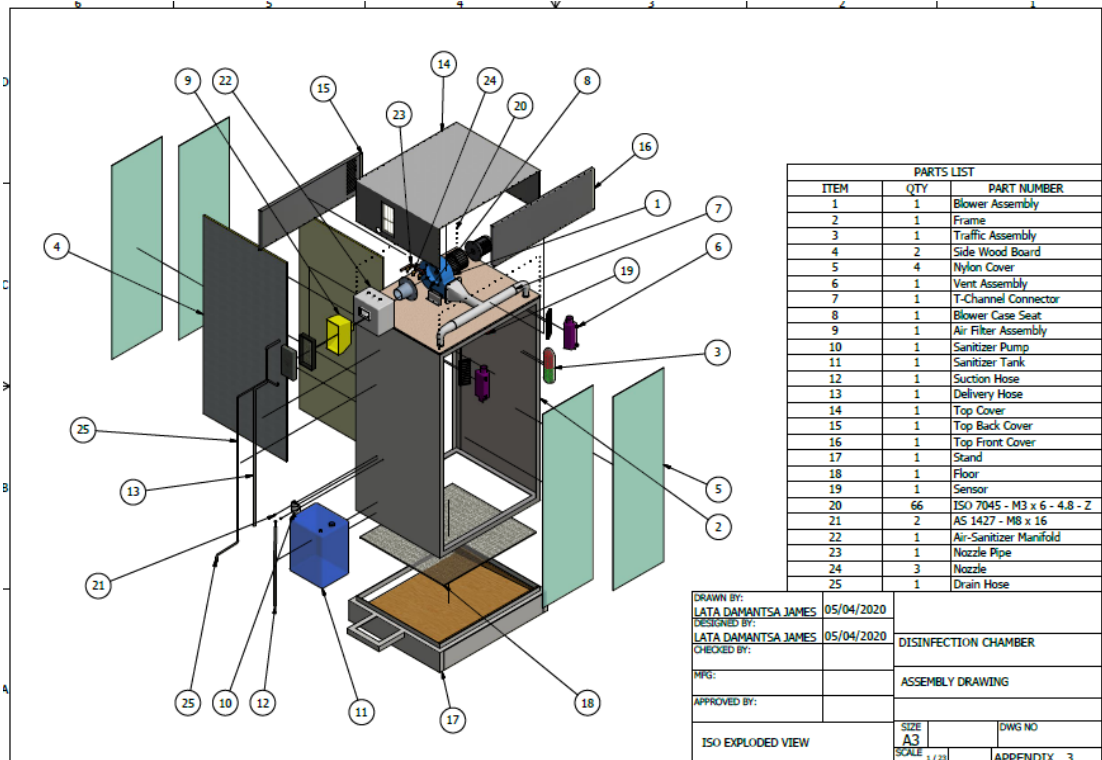 6 5 4 3 2 1
14
9 22 24 8
15 23 20
16
1 7
4 6
19
3
25
13 5
2
21
25 10 12 11 17 18
D
C
B
A
PARTS LIST
ITEM QTY PART NUMBER
1 1 Blower Assembly
2 1 Frame
3 1 Traffic Assembly
4 2 Side Wood Board
5 4 Nylon Cover
6 1 Vent Assembly
7 1 T-Channel Connector
8 1 Blower Case Seat
9 1 Air Filter Assembly
10 1 Sanitizer Pump
11 1 Sanitizer Tank
12 1 Suction Hose
13 1 Delivery Hose
14 1 Top Cover
15 1 Top Back Cover
16 1 Top Front Cover
17 1 Stand
18 1 Floor
19 1 Sensor
20 66 ISO 7045 - M3 x 6 - 4.8 - Z
21 2 AS 1427 - M8 x 16
22 1 Air-Sanitizer Manifold
23 1 Nozzle Pipe
24 3 Nozzle
25 1 Drain Hose
DRAWN BY:
LATA DAMANTSA JAMES 05/04/2020
DESIGNED BY:
LATA DAMANTSA JAMES 05/04/2020
CHECKED BY:
MFG:
APPROVED BY:
ISO EXPLODED VIEW
DISINFECTION CHAMBER
ASSEMBLY DRAWING
SIZE
A3
DWG NO
SCALE
APPENDIX 3